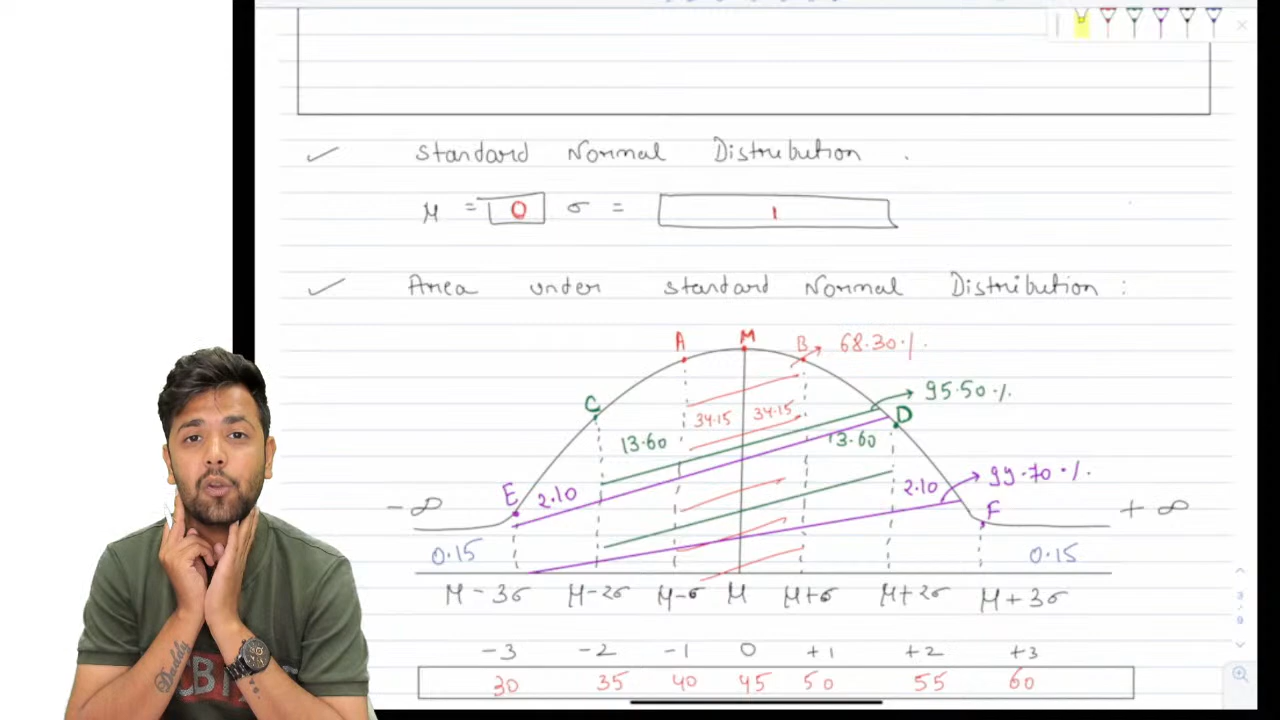 Standard Normal Distribution .
μ = 0 σ = 1
Area under standard Normal Distribution :
A M B 68.30%.
C 95.50%.
34.15 34.15 D
13.60 13.60
E 2.10 2.10 99.70%.
-∞ F +∞
0.15 0.15
μ-3σ μ-2σ μ-σ μ μ+σ μ+2σ μ+3σ
-3 -2 -1 0 +1 +2 +3
30 35 40 45 50 55 60
Daddy